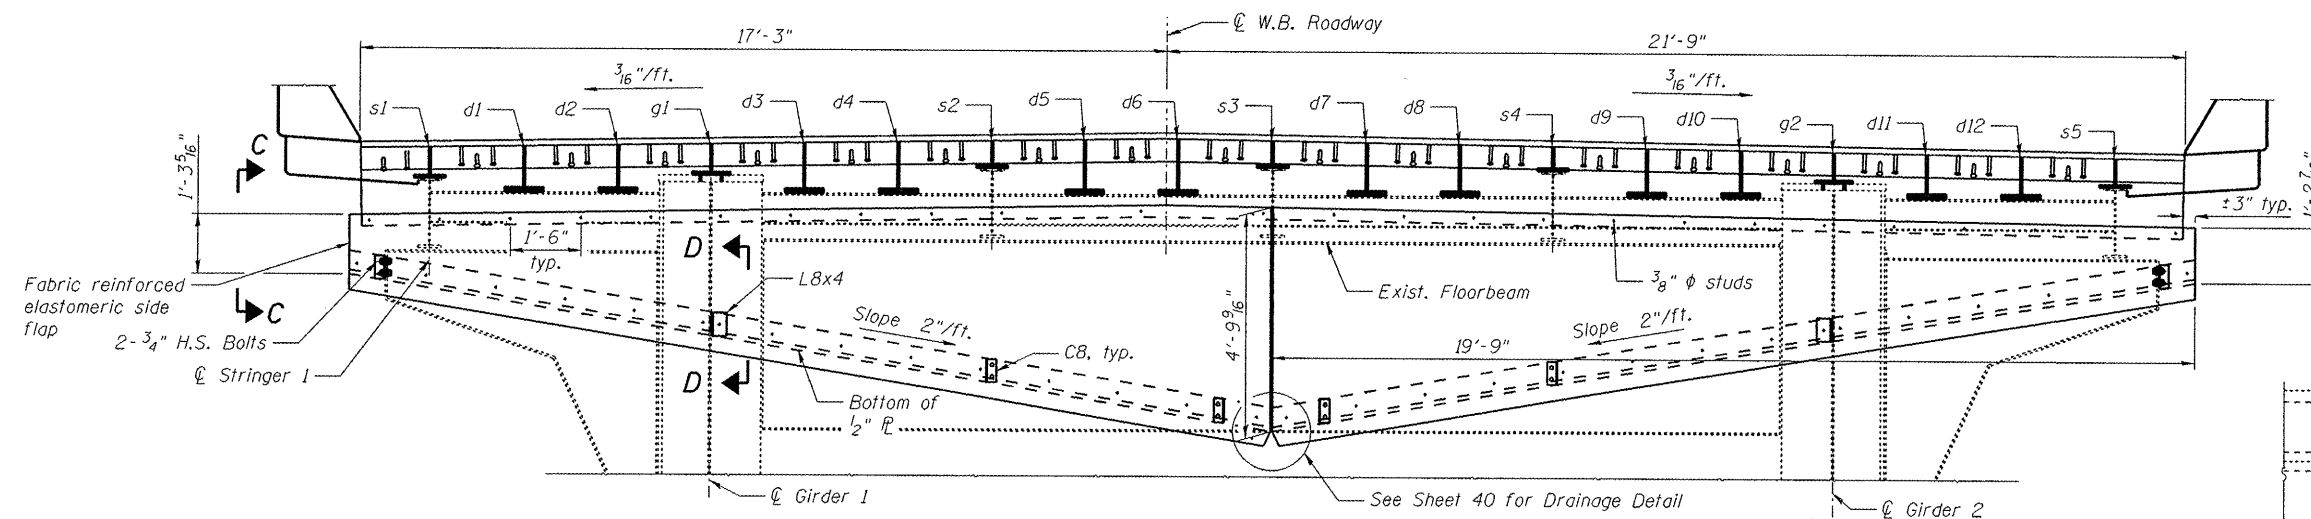 ℄ W.B. Roadway
17'-3"
21'-9"
3/16"/ft.
3/16"/ft.
s1
d1
d2
g1
d3
d4
s2
d5
d6
s3
d7
d8
s4
d9
d10
g2
d11
d12
s5
C
1'-3 5/16"
±3" typ.
1'-6"
typ.
D
L8x4
3/8" ϕ studs
Exist. Floorbeam
Fabric reinforced
elastomeric side
flap
C
2-3/4" H.S. Bolts
℄ Stringer 1
Slope 2"/ft.
4'-9 9/16"
Slope 2"/ft.
C8, typ.
19'-9"
D
Bottom of
1/2" ℙL
℄ Girder 1
See Sheet 40 for Drainage Detail
℄ Girder 2